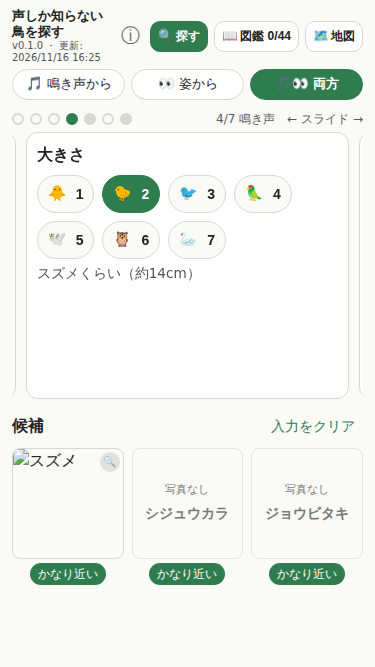 声しか知らない
鳥を探す
v0.1.0 · 更新:
2026/11/16 16:25
ⓘ
🔍 探す
📖 図鑑 0/44
🗺️ 地図
🎵 鳴き声から
👀 姿から
🎵👀 両方
4/7 鳴き声 ← スライド →
大きさ
🐥 1
🐤 2
🐦 3
🦜 4
🕊️ 5
🦉 6
🦢 7
スズメくらい（約14cm）
候補
入力をクリア
スズメ
🔍
写真なし
シジュウカラ
写真なし
ジョウビタキ
かなり近い
かなり近い
かなり近い